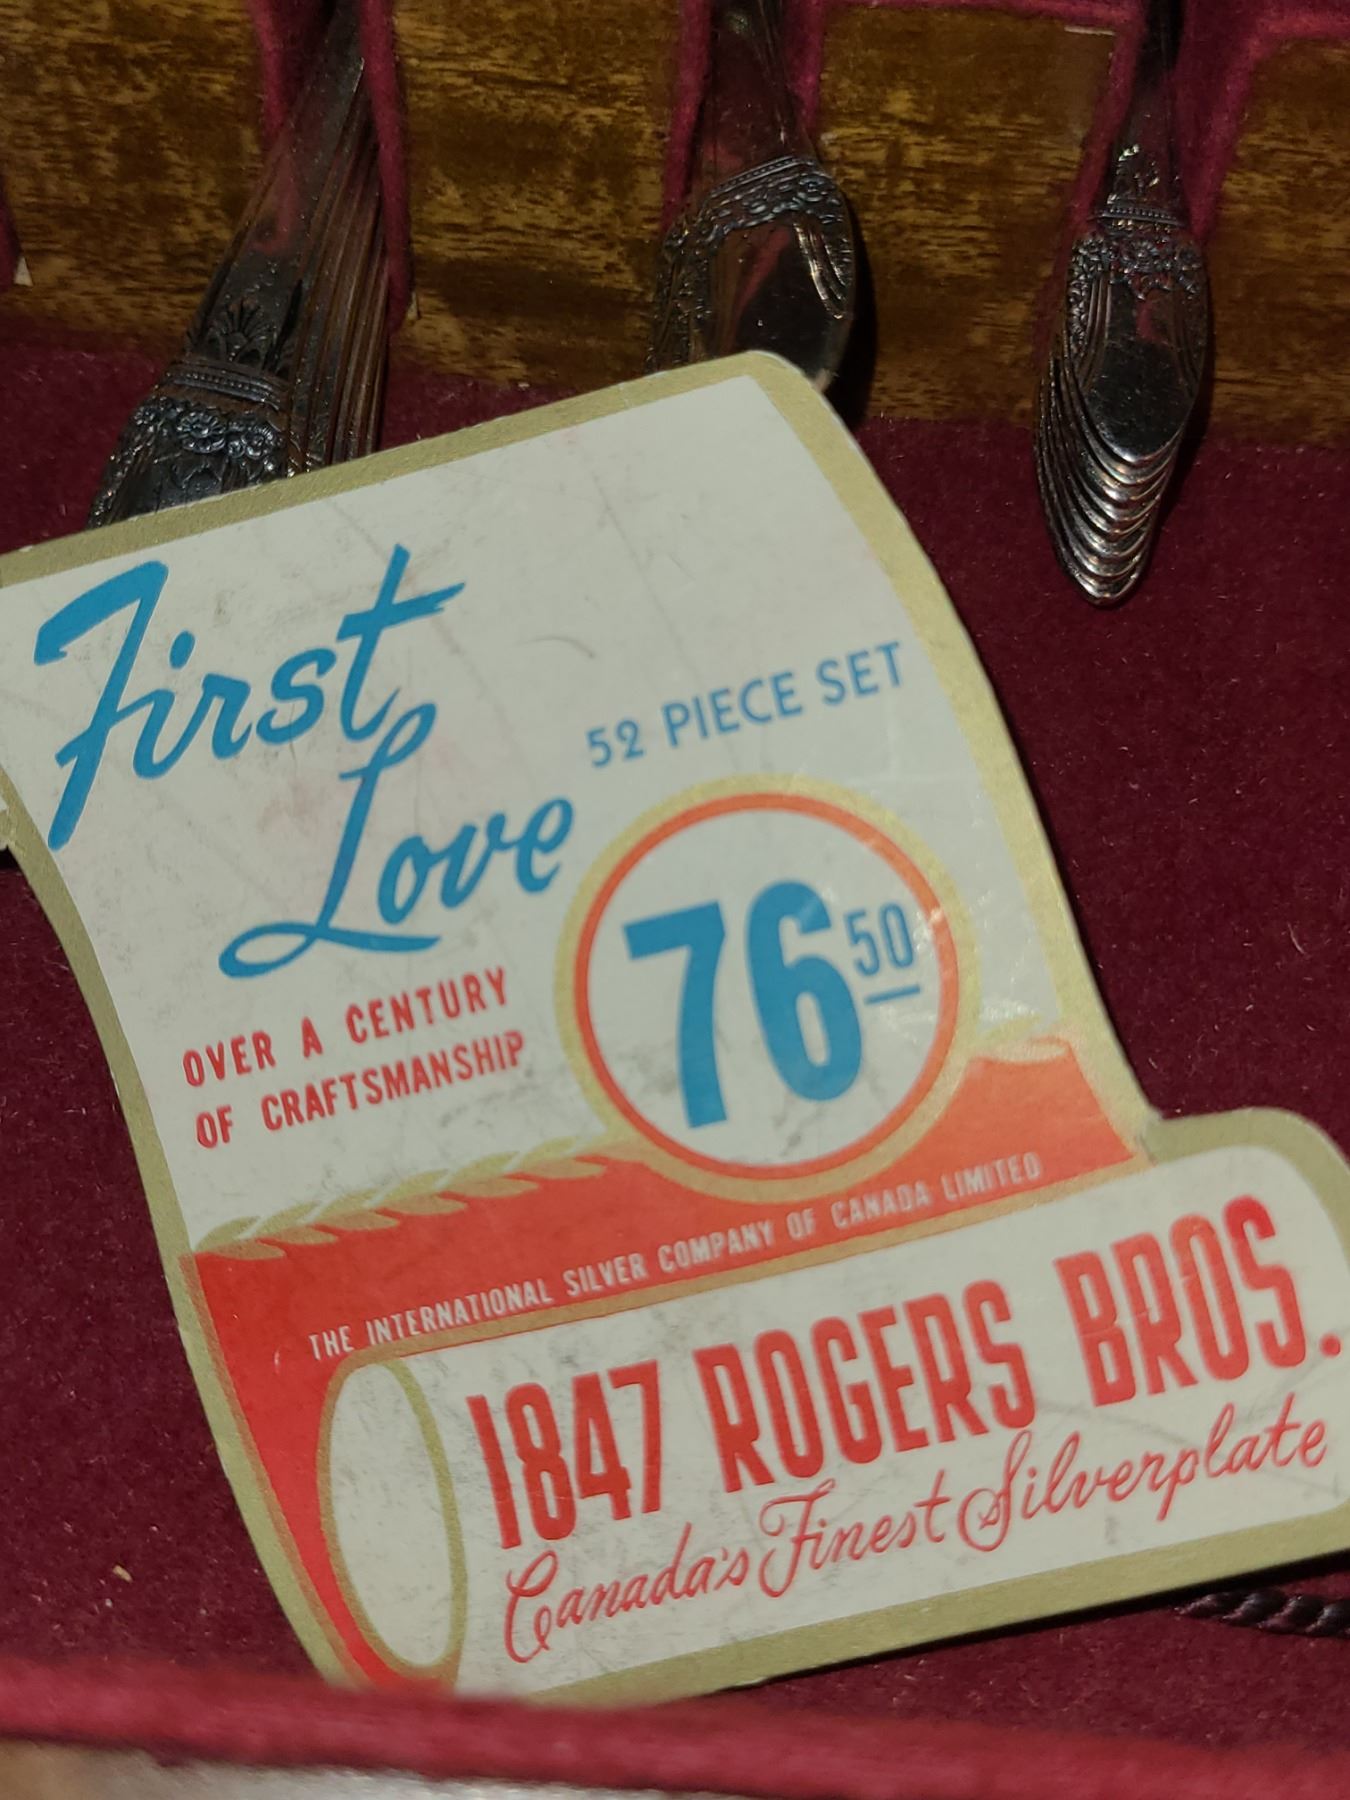 First
Love
52 PIECE SET
76 50
OVER A CENTURY
OF CRAFTSMANSHIP
THE INTERNATIONAL SILVER COMPANY OF CANADA LIMITED
1847 ROGERS BROS.
Canada's Finest Silverplate